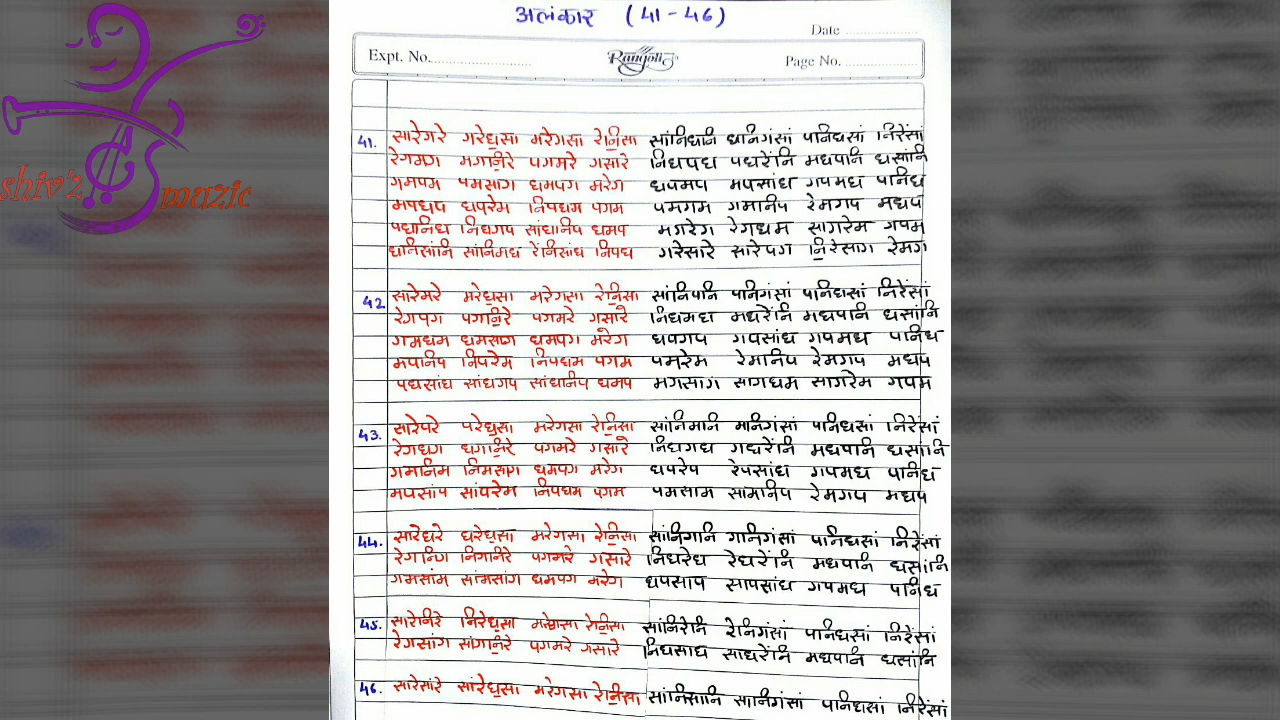 अलंकार (41-46)
Date
Expt. No. Rangoli Page No.
shiv'z muzic
41. सारेगरे गरेध॒सा मरेगसा रेनि॒सा सांनिधनि धनिगंसां पनिधसां निरेंसां
रेगमग मगनि॒रे पगमरे गसारे निधपध पधरेंनि मधपनि धसांनि
गमपम पमसाग धमपग मरेग धपमप मपसांध गपमध पनिध
मपधप धपरेम निपधम पगम पमगम गमनिप रेमगप मधप
पधनिध निधगप सांधनिप धमप मगरेग रेगधम सागरेम गपम
धनिसांनि सांनिमध रेंनिसांध निपध गरेसारे सारेपग नि॒रेसाग रेमग
42 सारेमरे मरेध॒सा मरेगसा रेनि॒सा सांनिपनि पनिगंसां पनिधसां निरेंसां
रेगपग पगनि॒रे पगमरे गसारे निधमध मधरेंनि मधपनि धसांनि
गमधम धमसाग धमपग मरेग धपगप गपसांध गपमध पनिध
मपनिप निपरेम निपधम पगम पमरेम रेमनिप रेमगप मधप
पधसांध सांधगप सांधनिप धमप मगसाग सागधम सागरेम गपम
43. सारेपरे परेध॒सा मरेगसा रेनि॒सा सांनिमनि मनिगंसां पनिधसां निरेंसां
रेगधग धगनि॒रे पगमरे गसारे निधगध गधरेंनि मधपनि धसांनि
गमनिम निमसाग धमपग मरेग धपरेप रेपसांध गपमध पनिध
मपसांप सांपरेम निपधम पगम पमसाम सामनिप रेमगप मधप
44. सारेधरे धरेध॒सा मरेगसा रेनि॒सा सांनिगनि गनिगंसां पनिधसां निरेंसां
रेगनिग निगनिरे पगमरे गसारे निधरेध रेधरेंनि मधपनि धसांनि
गमसांम सांमसांग धमपग मरेग धपसाप सापसांध गपमध पनिध
45. सारेनिरे निरेध॒सा मरेगसा रेनि॒सा सांनिरेनि रेनिगंसां पनिधसां निरेंसां
रेगसांग सांगनि॒रे पगमरे गसारे निधसाध साधरेंनि मधपनि धसांनि
46. सारेसांरे सांरेध॒सा मरेगसा रेनि॒सा सांनिसानि सानिगंसां पनिधसां निरेंसां